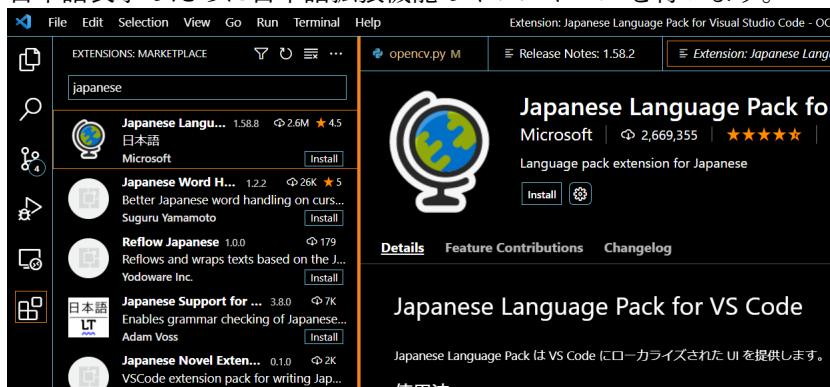 File Edit Selection View Go Run Terminal Help Extension: Japanese Language Pack for Visual Studio Code - OC
EXTENSIONS: MARKETPLACE
japanese
Japanese Langu... 1.58.8 2.6M ★ 4.5
日本語
Microsoft Install
Japanese Word H... 1.2.2 26K ★ 5
Better Japanese word handling on curs...
Suguru Yamamoto Install
Reflow Japanese 1.0.0 179
Reflows and wraps texts based on the J...
Yodoware Inc. Install
日本語
LT
Japanese Support for ... 3.8.0 7K
Enables grammar checking of Japanese...
Adam Voss Install
Japanese Novel Exten... 0.1.0 2K
VSCode extension pack for writing Jap...
4
opencv.py M Release Notes: 1.58.2 Extension: Japanese Lang
Japanese Language Pack fo
Microsoft 2,669,355
Language pack extension for Japanese
Install
Details Feature Contributions Changelog
Japanese Language Pack for VS Code
Japanese Language Pack は VS Code にローカライズされた UI を提供します。